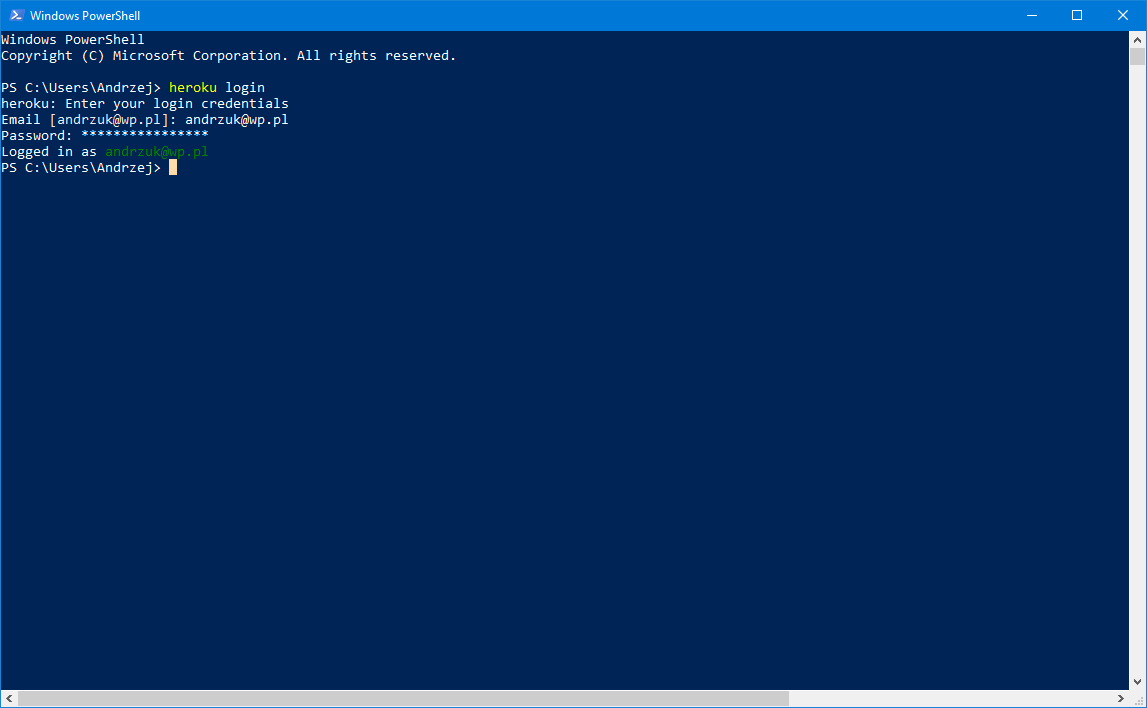 Windows PowerShell
Windows PowerShell
Copyright (C) Microsoft Corporation. All rights reserved.
PS C:\Users\Andrzej> heroku login
heroku: Enter your login credentials
Email [andrzuk@wp.pl]: andrzuk@wp.pl
Password: ****************
Logged in as andrzuk@wp.pl
PS C:\Users\Andrzej>